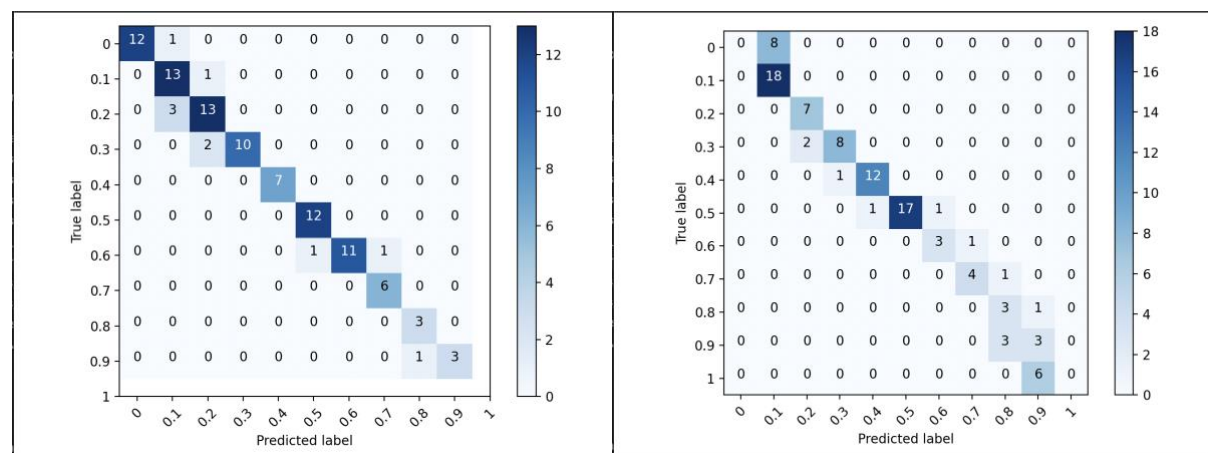 0 12 1 0 0 0 0 0 0 0 0
0.1 0 13 1 0 0 0 0 0 0 0
0.2 0 3 13 0 0 0 0 0 0 0
0.3 0 0 2 10 0 0 0 0 0 0
0.4 0 0 0 0 7 0 0 0 0 0
0.5 0 0 0 0 0 12 0 0 0 0
0.6 0 0 0 0 0 1 11 1 0 0
0.7 0 0 0 0 0 0 0 6 0 0
0.8 0 0 0 0 0 0 0 0 3 0
0.9 0 0 0 0 0 0 0 0 1 3
1
True label
0 0.1 0.2 0.3 0.4 0.5 0.6 0.7 0.8 0.9 1
Predicted label
12
10
8
6
4
2
0
0 0 8 0 0 0 0 0 0 0 0 0
0.1 0 18 0 0 0 0 0 0 0 0 0
0.2 0 0 7 0 0 0 0 0 0 0 0
0.3 0 0 2 8 0 0 0 0 0 0 0
0.4 0 0 0 1 12 0 0 0 0 0 0
0.5 0 0 0 0 1 17 1 0 0 0 0
0.6 0 0 0 0 0 0 3 1 0 0 0
0.7 0 0 0 0 0 0 0 4 1 0 0
0.8 0 0 0 0 0 0 0 0 3 1 0
0.9 0 0 0 0 0 0 0 0 3 3 0
1 0 0 0 0 0 0 0 0 0 6 0
True label
0 0.1 0.2 0.3 0.4 0.5 0.6 0.7 0.8 0.9 1
Predicted label
18
16
14
12
10
8
6
4
2
0